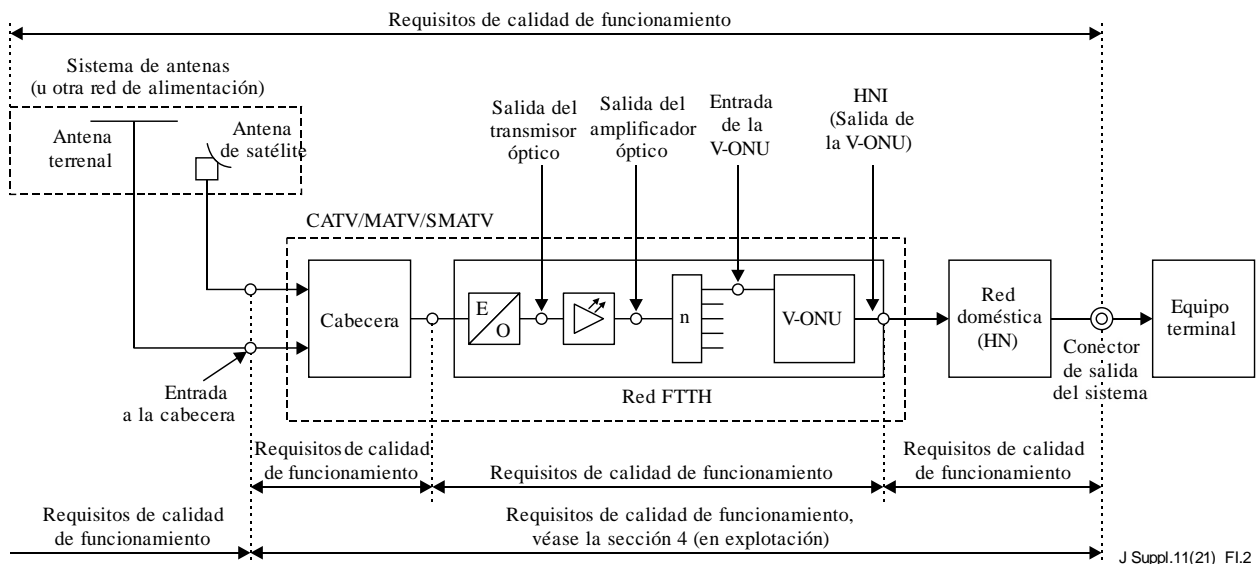 Requisitos de calidad de funcionamiento
Sistema de antenas
(u otra red de alimentación)
Antena
terrenal
Antena
de satélite
Salida del
transmisor
óptico
Salida del
amplificador
óptico
Entrada
de la
V-ONU
HNI
(Salida de
la V-ONU)
CATV/MATV/SMATV
Cabecera
E
O
n
V-ONU
Red
doméstica
(HN)
Equipo
terminal
Conector
de salida
del sistema
Entrada
a la cabecera
Red FTTH
Requisitos de calidad
de funcionamiento
Requisitos de calidad de funcionamiento
Requisitos de calidad
de funcionamiento
Requisitos de calidad
de funcionamiento
Requisitos de calidad de funcionamiento,
véase la sección 4 (en explotación)
J Suppl.11(21)_FI.2